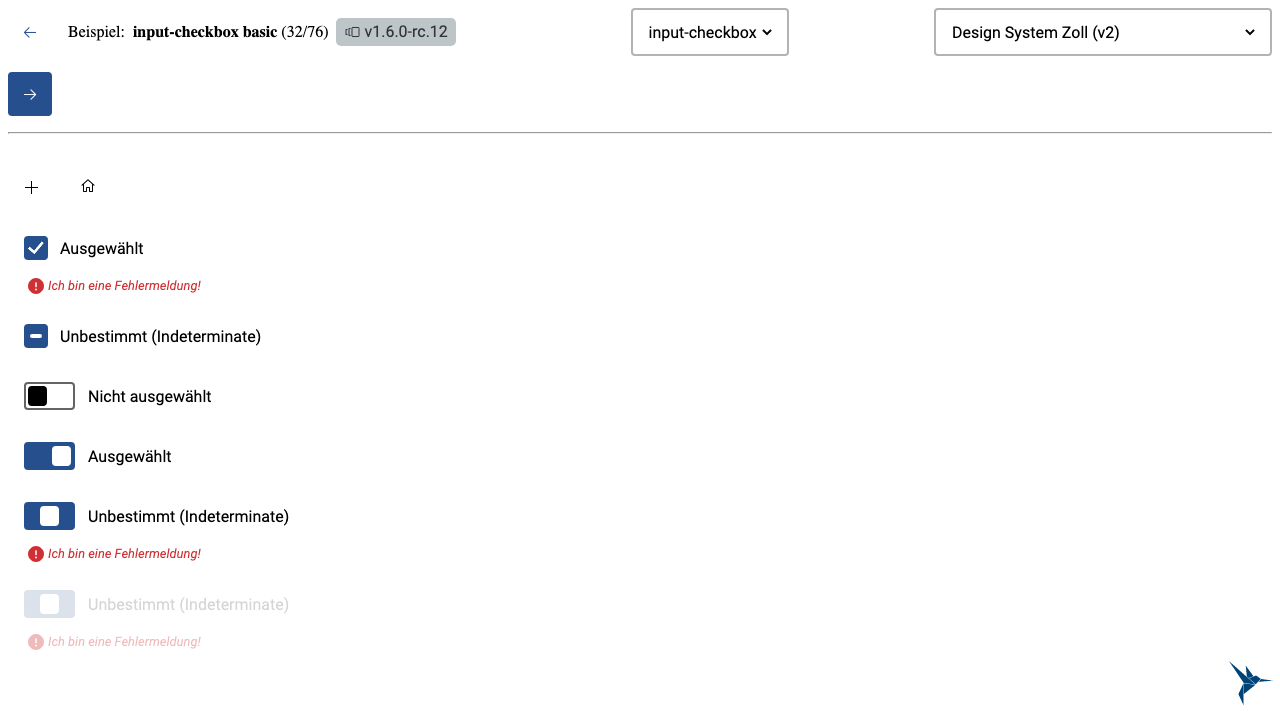 Beispiel: input-checkbox basic (32/76) v1.6.0-rc.12
input-checkbox
Design System Zoll (v2)
Ausgewählt
Ich bin eine Fehlermeldung!
Unbestimmt (Indeterminate)
Nicht ausgewählt
Ausgewählt
Unbestimmt (Indeterminate)
Ich bin eine Fehlermeldung!
Unbestimmt (Indeterminate)
Ich bin eine Fehlermeldung!